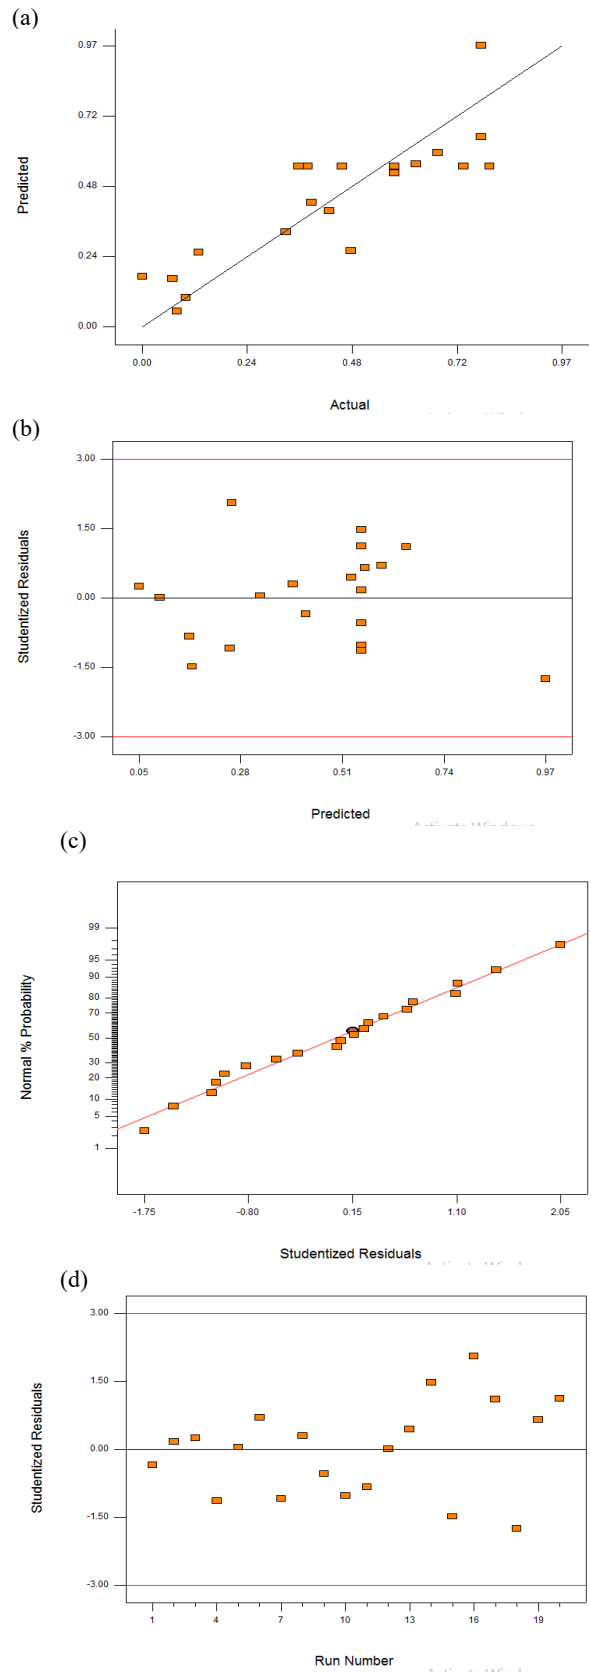 (a)
Predicted
0.97
0.72
0.48
0.24
0.00
0.00 0.24 0.48 0.72 0.97
Actual
(b)
Studentized Residuals
3.00
1.50
0.00
-1.50
-3.00
0.05 0.28 0.51 0.74 0.97
Predicted
(c)
Normal % Probability
99
95
90
80
70
50
30
20
10
5
1
-1.75 -0.80 0.15 1.10 2.05
Studentized Residuals
(d)
Studentized Residuals
3.00
1.50
0.00
-1.50
-3.00
1 4 7 10 13 16 19
Run Number